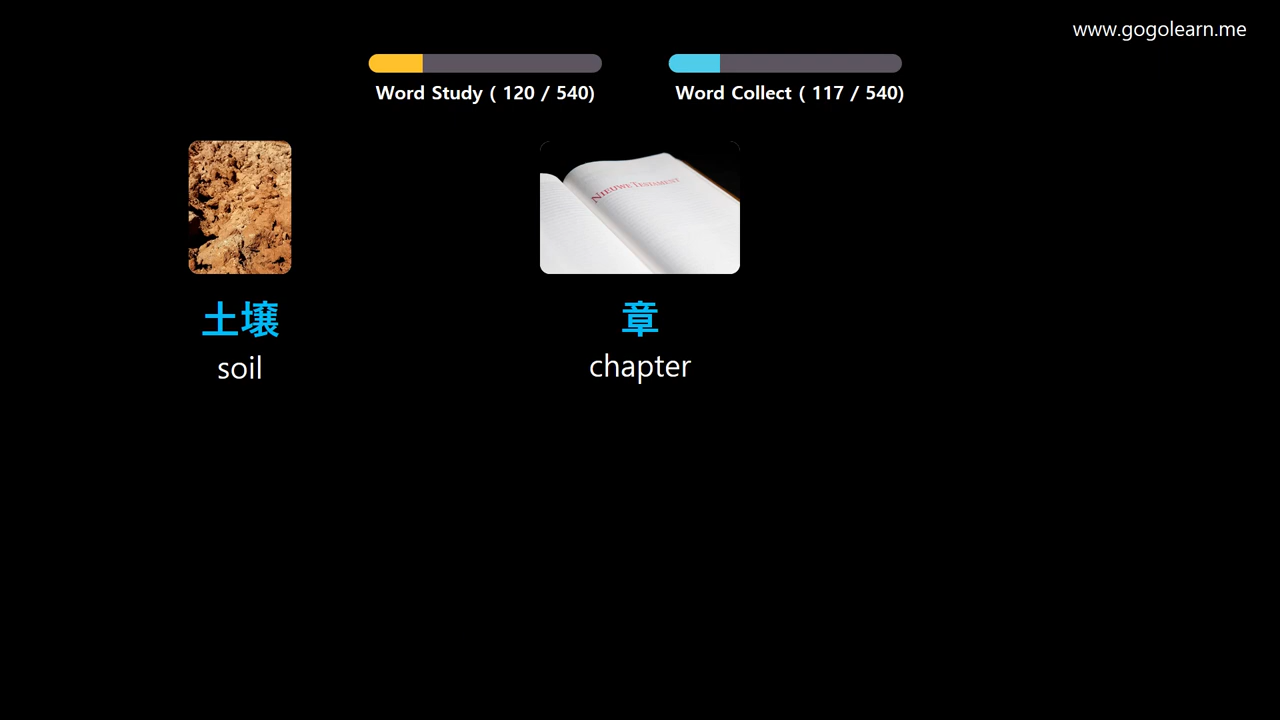 www.gogolearn.me
Word Study ( 120 / 540)
Word Collect ( 117 / 540)
NIEUWE TESTAMENT
土壌
章
soil
chapter